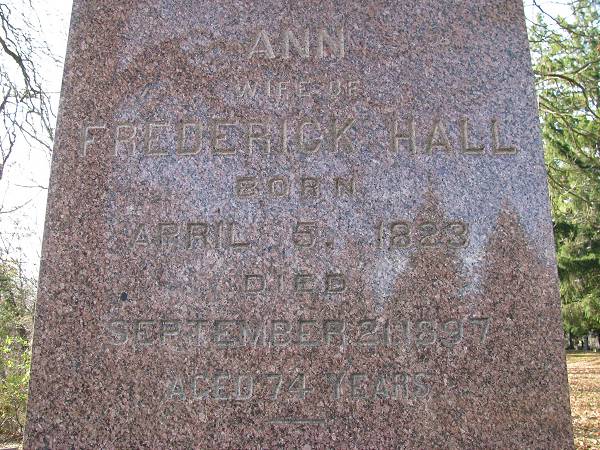 ANN
WIFE OF
FREDERICK HALL
BORN
APRIL 5. 1823
DIED
SEPTEMBER 21 1897
AGED 74 YEARS